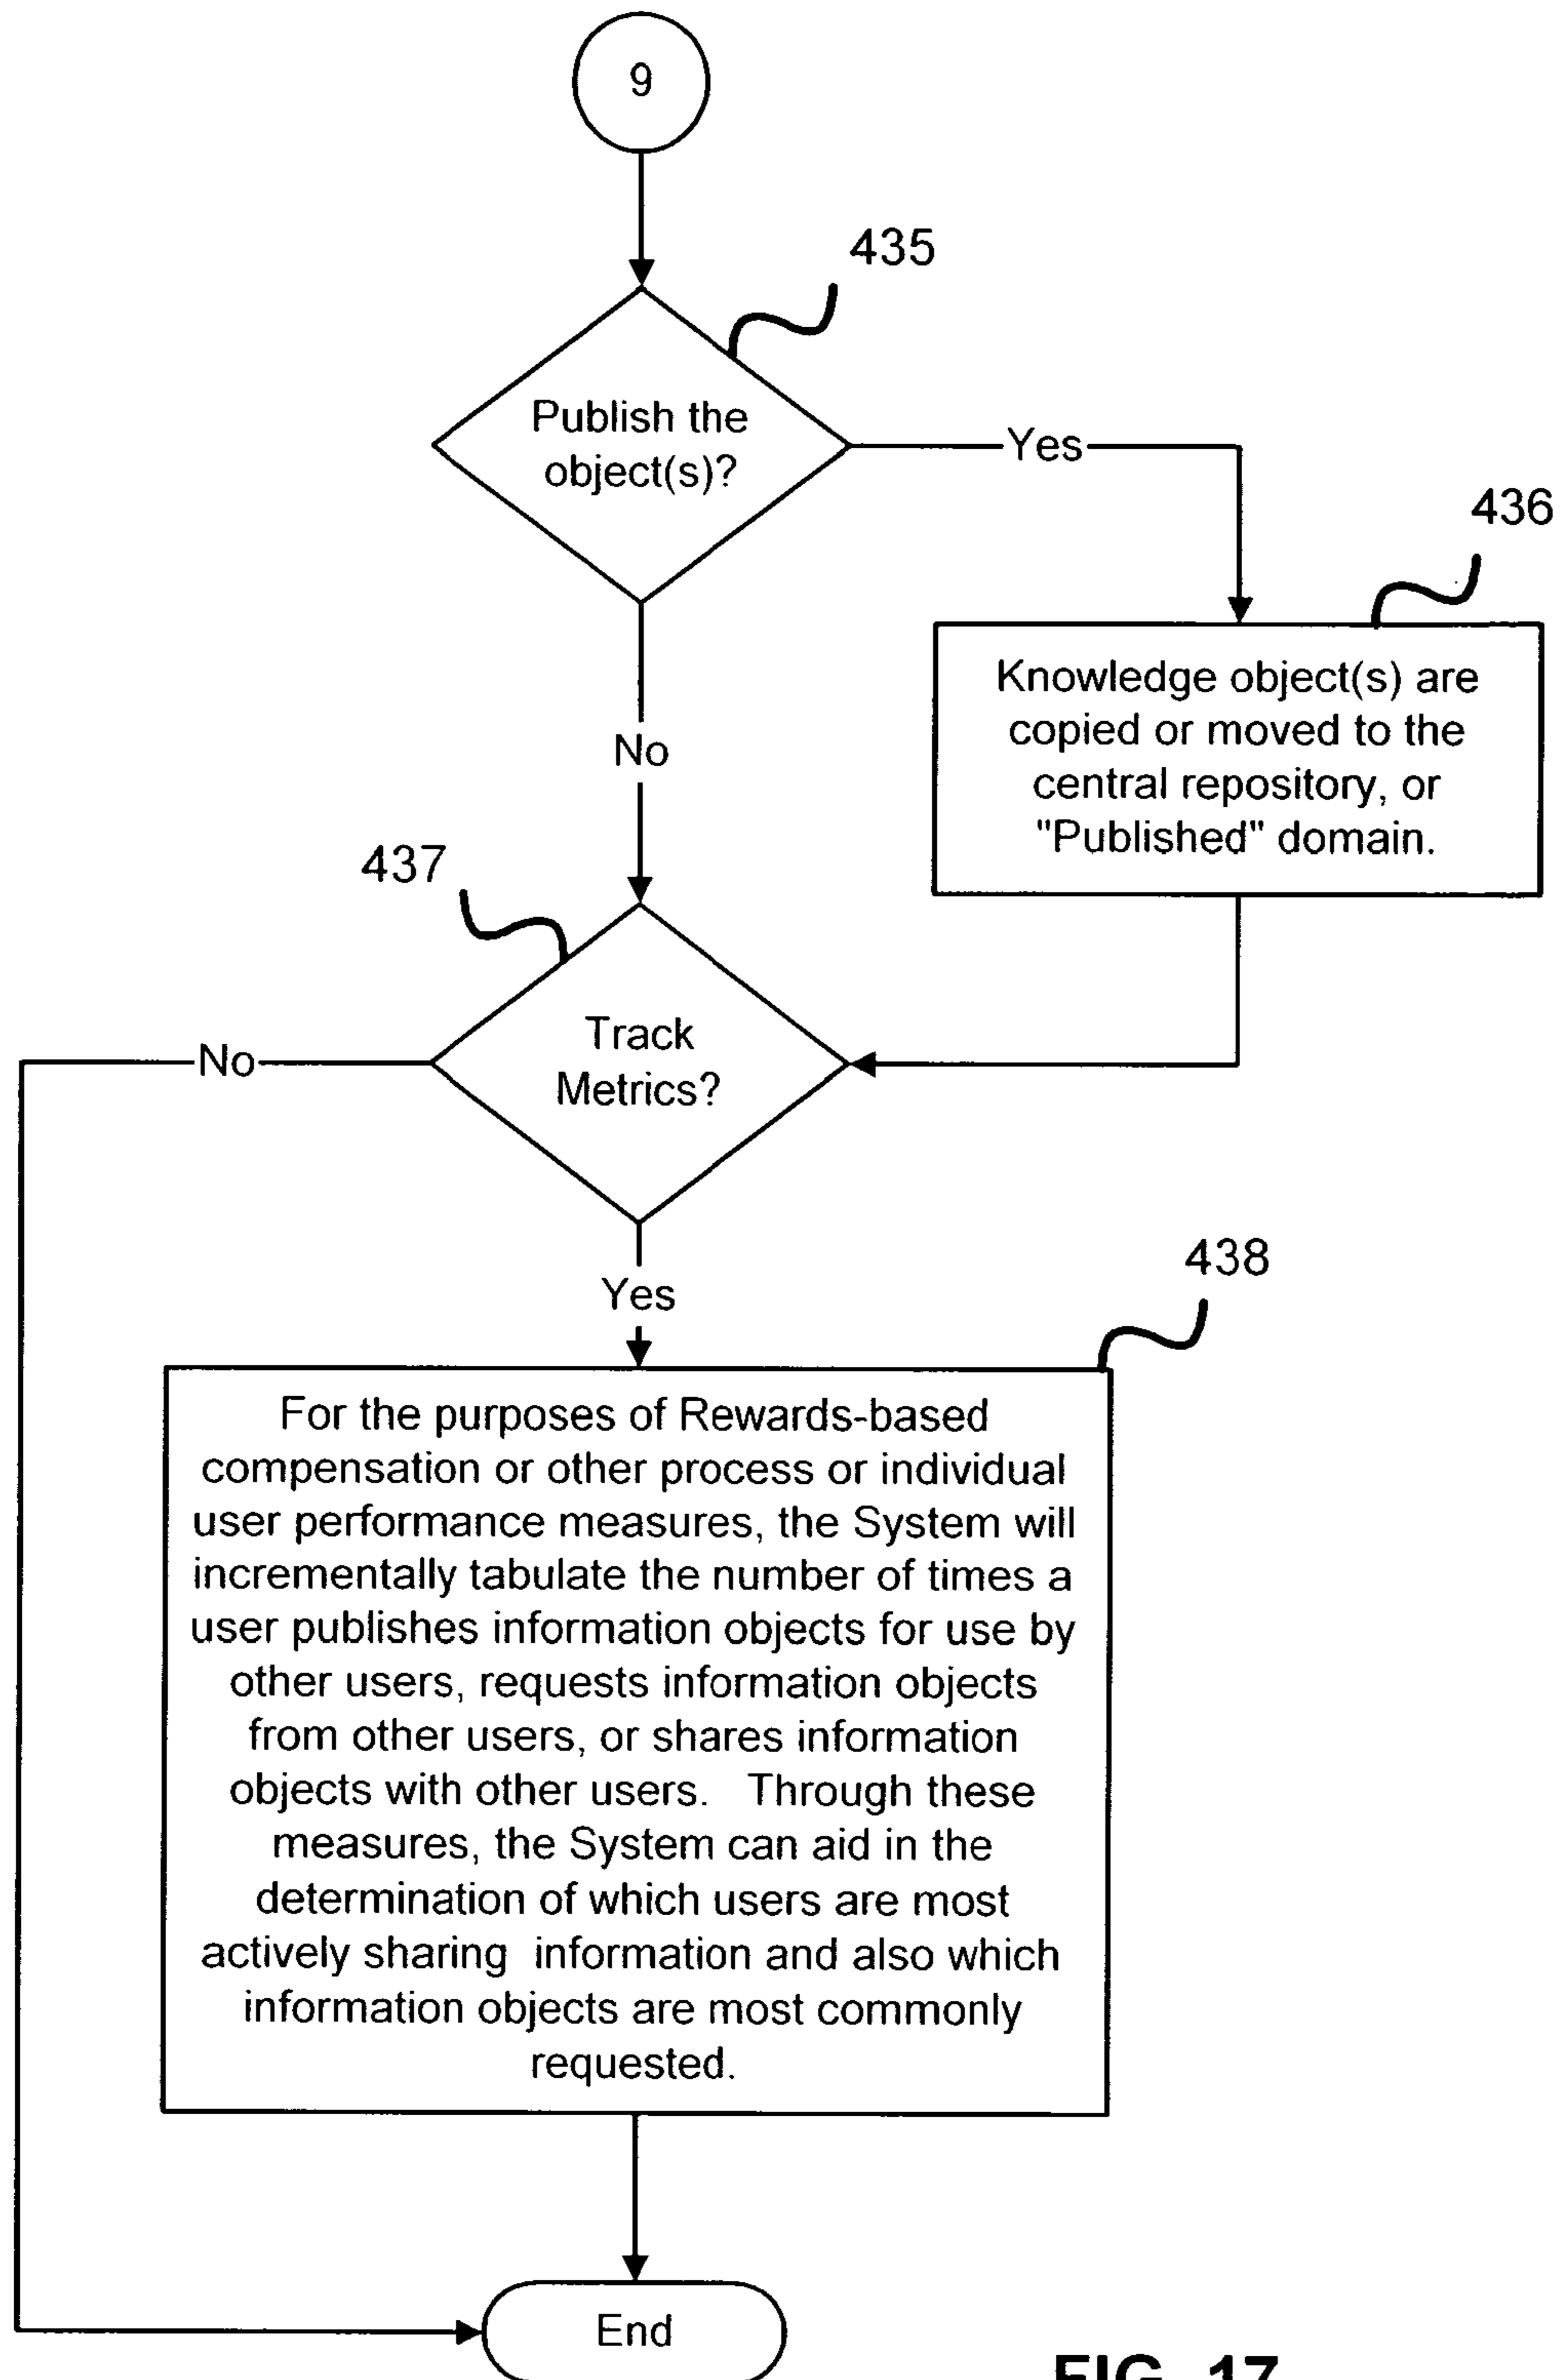 9
435
Publish the
object(s)?
Yes
436
Knowledge object(s) are
copied or moved to the
central repository, or
"Published" domain.
No
437
Track
Metrics?
No
Yes
438
For the purposes of Rewards-based
compensation or other process or individual
user performance measures, the System will
incrementally tabulate the number of times a
user publishes information objects for use by
other users, requests information objects
from other users, or shares information
objects with other users.   Through these
measures, the System can aid in the
determination of which users are most
actively sharing  information and also which
information objects are most commonly
requested.
End
FIG. 17